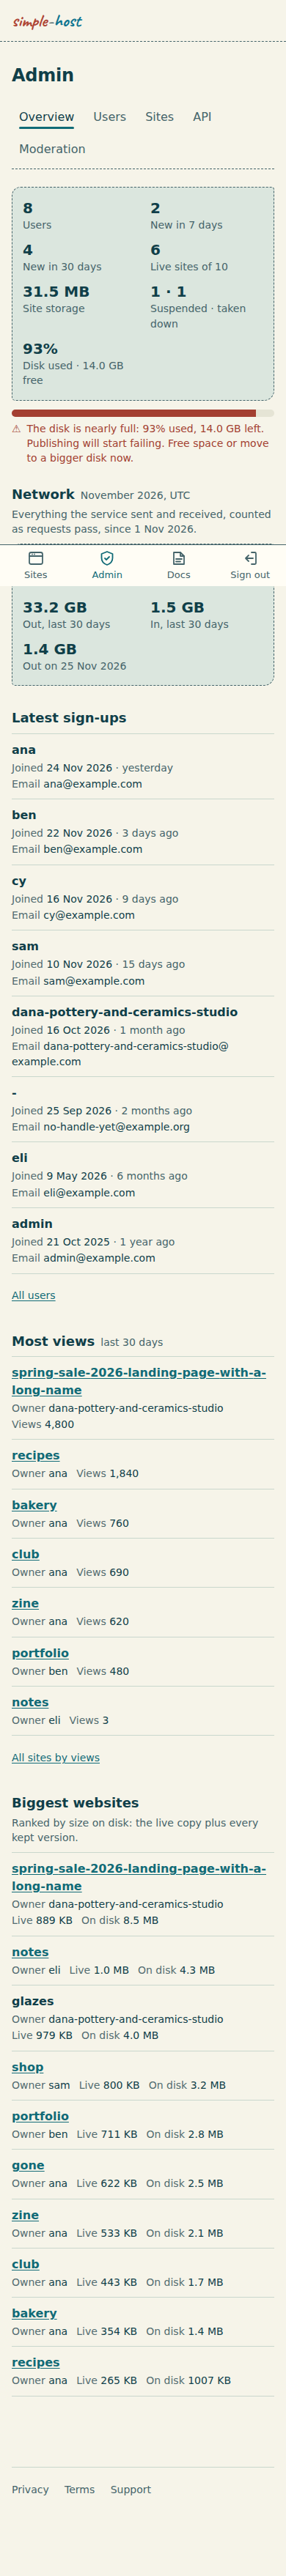 simple-host
Admin
Overview Users Sites API
Moderation
8
Users
2
New in 7 days
4
New in 30 days
6
Live sites of 10
31.5 MB
Site storage
1 · 1
Suspended · taken
down
93%
Disk used · 14.0 GB
free
⚠ The disk is nearly full: 93% used, 14.0 GB left.
Publishing will start failing. Free space or move
to a bigger disk now.
Network November 2026, UTC
Everything the service sent and received, counted
as requests pass, since 1 Nov 2026.
Sites Admin Docs Sign out
33.2 GB
Out, last 30 days
1.5 GB
In, last 30 days
1.4 GB
Out on 25 Nov 2026
Latest sign-ups
ana
Joined 24 Nov 2026 · yesterday
Email ana@example.com
ben
Joined 22 Nov 2026 · 3 days ago
Email ben@example.com
cy
Joined 16 Nov 2026 · 9 days ago
Email cy@example.com
sam
Joined 10 Nov 2026 · 15 days ago
Email sam@example.com
dana-pottery-and-ceramics-studio
Joined 16 Oct 2026 · 1 month ago
Email dana-pottery-and-ceramics-studio@
example.com
-
Joined 25 Sep 2026 · 2 months ago
Email no-handle-yet@example.org
eli
Joined 9 May 2026 · 6 months ago
Email eli@example.com
admin
Joined 21 Oct 2025 · 1 year ago
Email admin@example.com
All users
Most views last 30 days
spring-sale-2026-landing-page-with-a-
long-name
Owner dana-pottery-and-ceramics-studio
Views 4,800
recipes
Owner ana Views 1,840
bakery
Owner ana Views 760
club
Owner ana Views 690
zine
Owner ana Views 620
portfolio
Owner ben Views 480
notes
Owner eli Views 3
All sites by views
Biggest websites
Ranked by size on disk: the live copy plus every
kept version.
spring-sale-2026-landing-page-with-a-
long-name
Owner dana-pottery-and-ceramics-studio
Live 889 KB On disk 8.5 MB
notes
Owner eli Live 1.0 MB On disk 4.3 MB
glazes
Owner dana-pottery-and-ceramics-studio
Live 979 KB On disk 4.0 MB
shop
Owner sam Live 800 KB On disk 3.2 MB
portfolio
Owner ben Live 711 KB On disk 2.8 MB
gone
Owner ana Live 622 KB On disk 2.5 MB
zine
Owner ana Live 533 KB On disk 2.1 MB
club
Owner ana Live 443 KB On disk 1.7 MB
bakery
Owner ana Live 354 KB On disk 1.4 MB
recipes
Owner ana Live 265 KB On disk 1007 KB
Privacy Terms Support